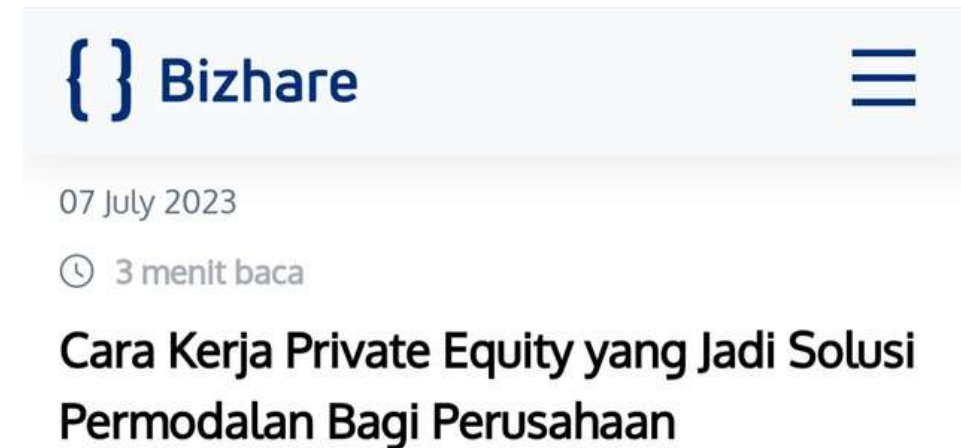 { } Bizhare
07 July 2023
3 menit baca
Cara Kerja Private Equity yang Jadi Solusi
Permodalan Bagi Perusahaan